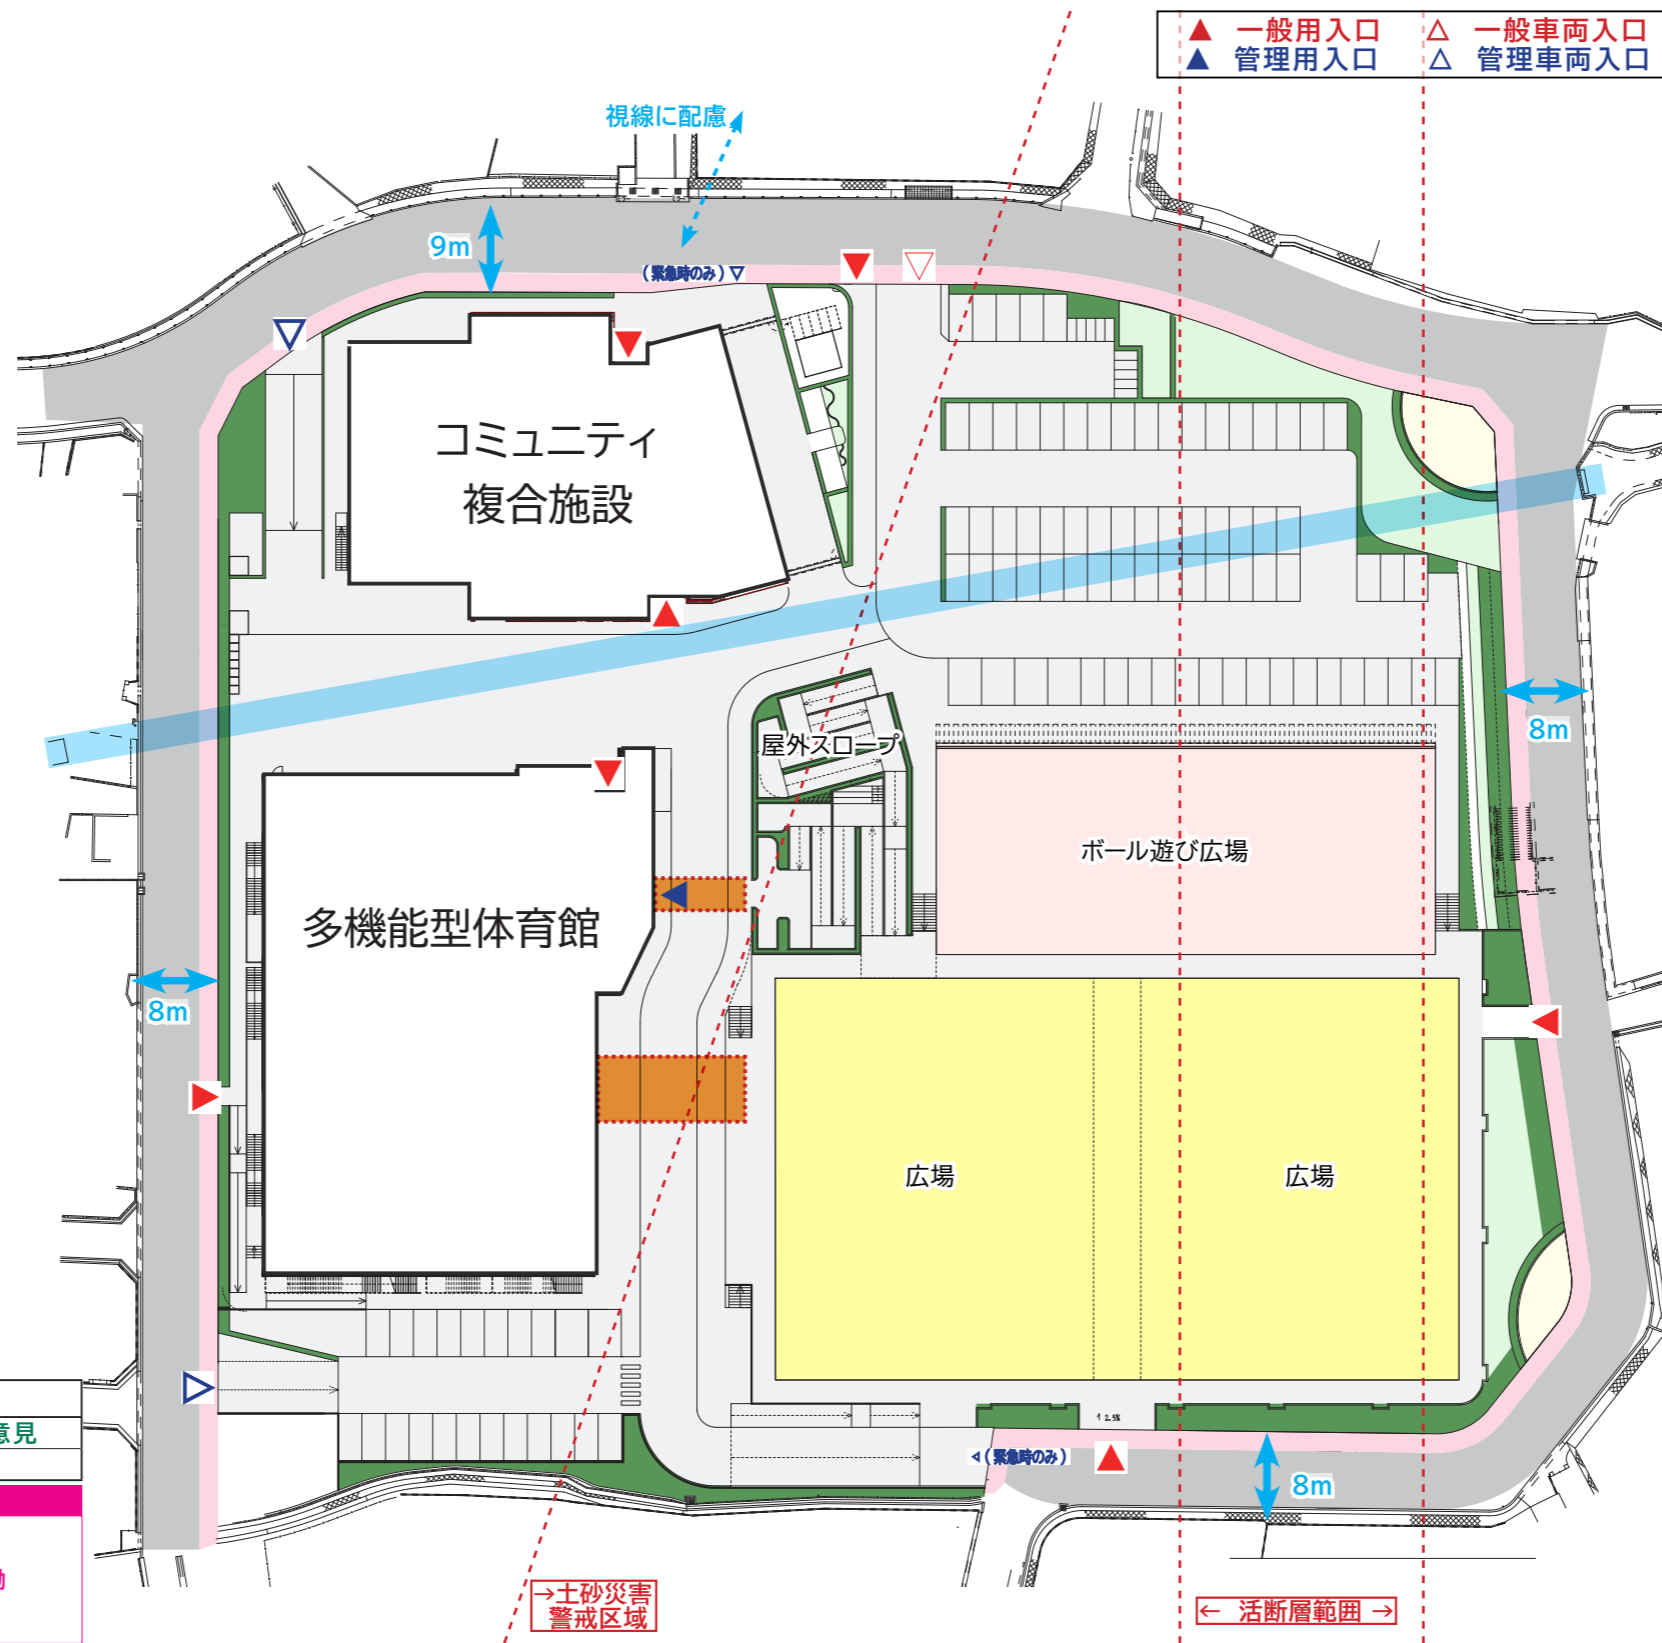 ▲ 一般用入口 △ 一般車両入口
▲ 管理用入口 △ 管理車両入口
視線に配慮
9m
(緊急時のみ)▽
コミュニティ
複合施設
8m
屋外スロープ
ボール遊び広場
多機能型体育館
8m
広場
広場
12.5%
◁(緊急時のみ)
8m
意見
→土砂災害
警戒区域
← 活断層範囲 →